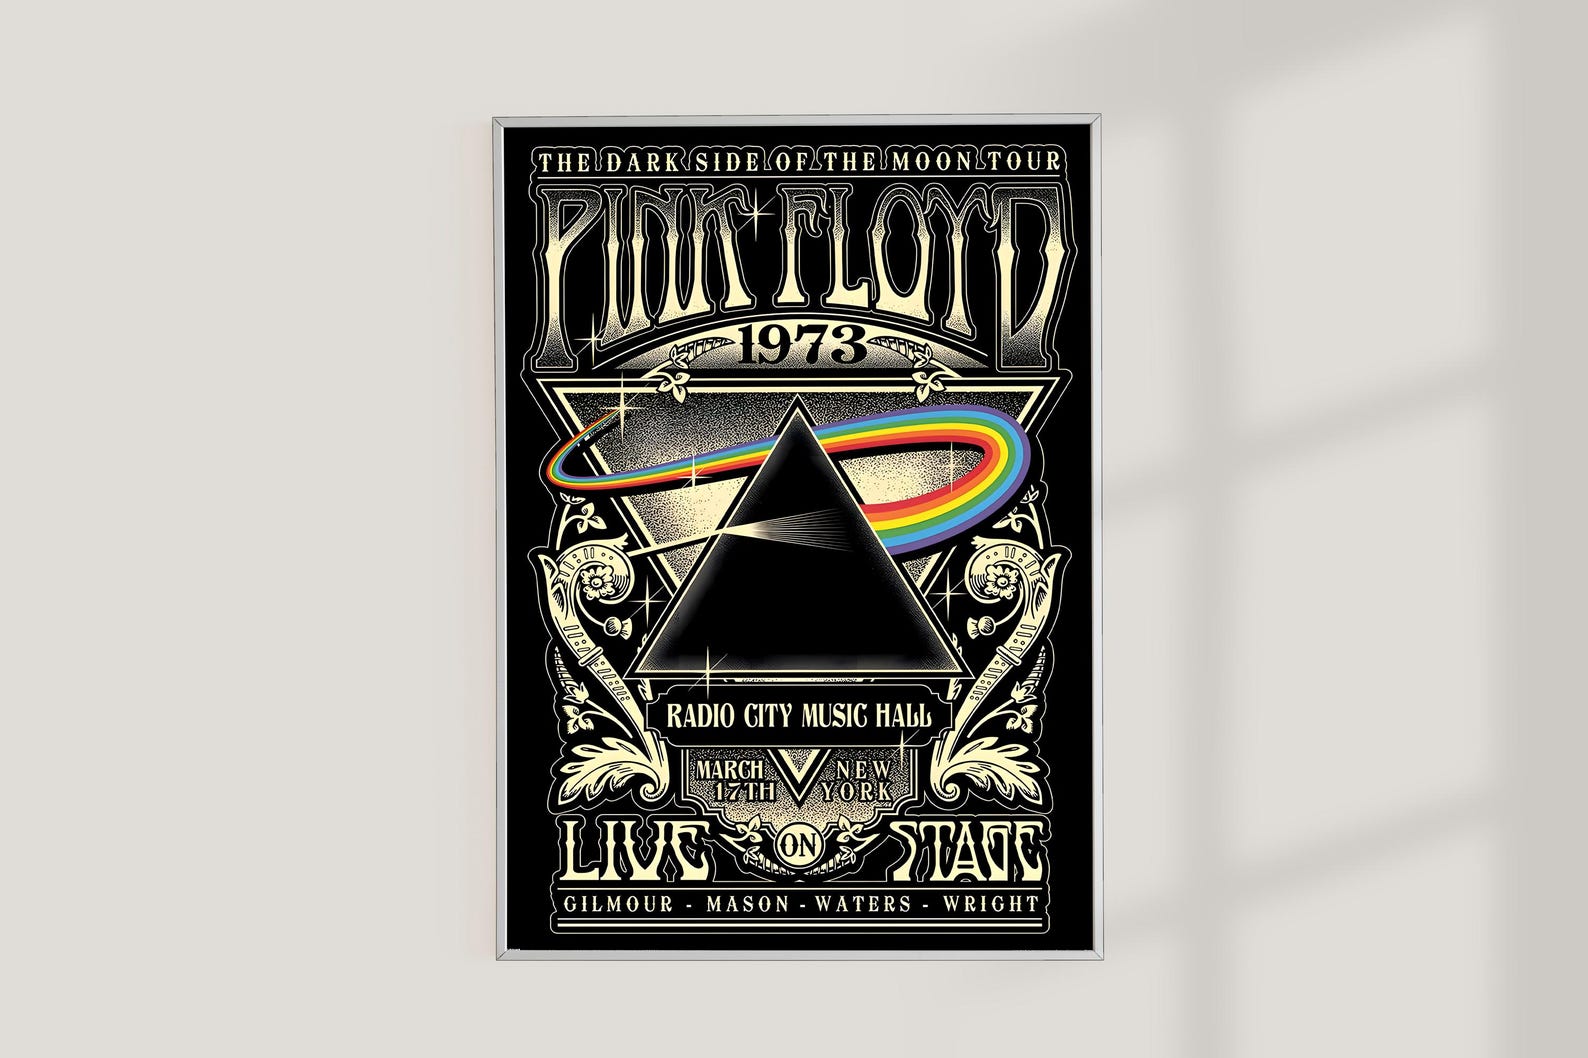 THE DARK SIDE OF THE MOON TOUR
PINK FLOYD
1973
RADIO CITY MUSIC HALL
MARCH 17TH
NEW YORK
LIVE ON STAGE
GILMOUR - MASON - WATERS - WRIGHT